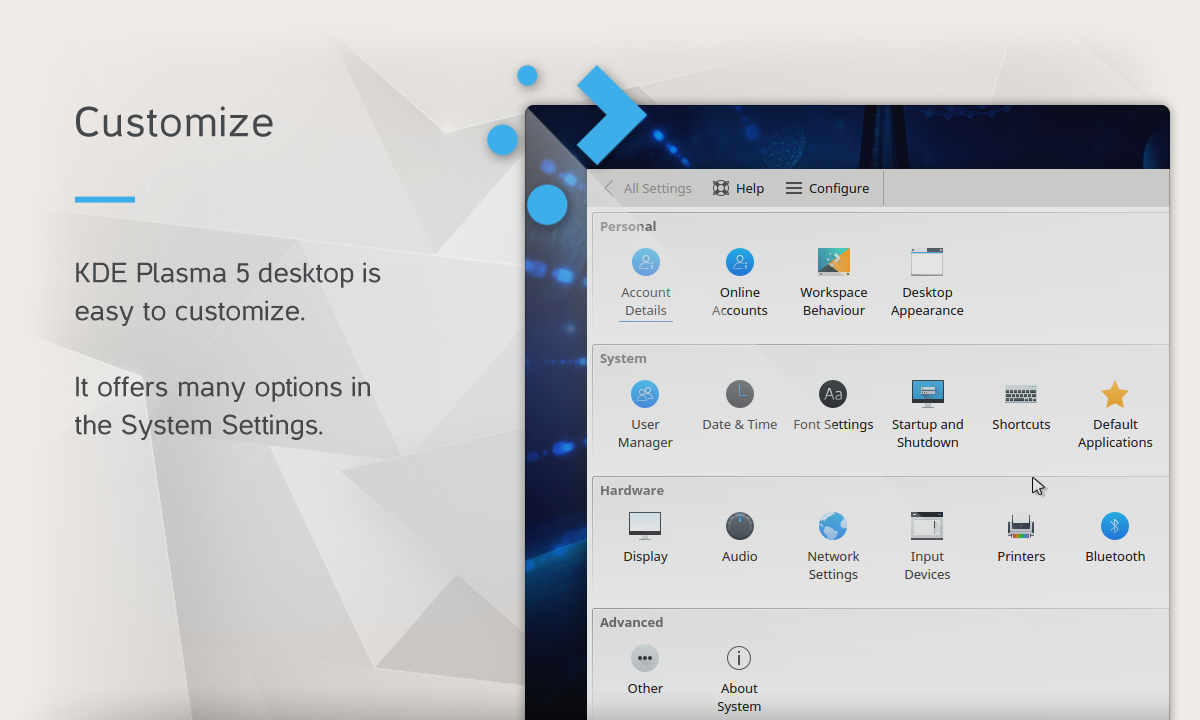 Customize
KDE Plasma 5 desktop is
easy to customize.
It offers many options in
the System Settings.
All Settings Help Configure
Personal
Account Details
Online Accounts
Workspace Behaviour
Desktop Appearance
System
User Manager
Date & Time
Font Settings
Startup and Shutdown
Shortcuts
Default Applications
Hardware
Display
Audio
Network Settings
Input Devices
Printers
Bluetooth
Advanced
Other
About System
Aa